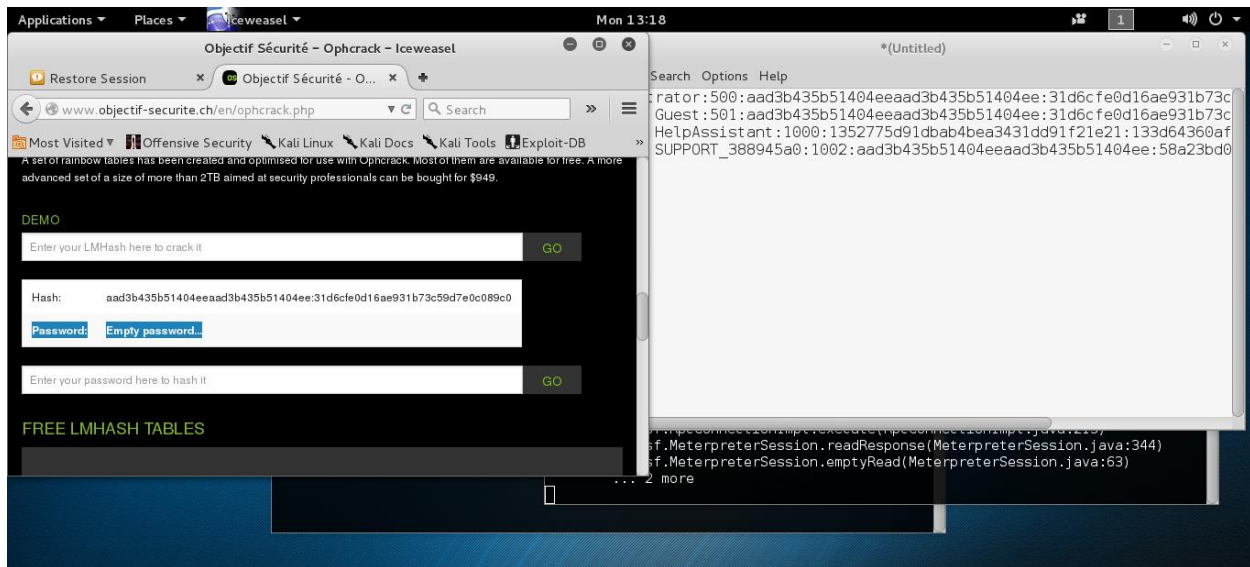 Applications Places Iceweasel Mon 13:18 1
Objectif Sécurité – Ophcrack – Iceweasel
Restore Session × Objectif Sécurité - O... ×
www.objectif-securite.ch/en/ophcrack.php Search »
Most Visited Offensive Security Kali Linux Kali Docs Kali Tools Exploit-DB »
A set of rainbow tables has been created and optimised for use with Ophcrack. Most of them are available for free. A more
advanced set of a size of more than 2TB aimed at security professionals can be bought for $949.
DEMO
Enter your LMHash here to crack it GO
Hash: aad3b435b51404eeaad3b435b51404ee:31d6cfe0d16ae931b73c59d7e0c089c0
Password: Empty password...
Enter your password here to hash it GO
FREE LMHASH TABLES
*(Untitled)
Search Options Help
rator:500:aad3b435b51404eeaad3b435b51404ee:31d6cfe0d16ae931b73c
Guest:501:aad3b435b51404eeaad3b435b51404ee:31d6cfe0d16ae931b73c
HelpAssistant:1000:1352775d91dbab4bea3431dd91f21e21:133d64360af
SUPPORT_388945a0:1002:aad3b435b51404eeaad3b435b51404ee:58a23bd0
sf.MeterpreterSession.readResponse(MeterpreterSession.java:344)
sf.MeterpreterSession.emptyRead(MeterpreterSession.java:63)
... 2 more